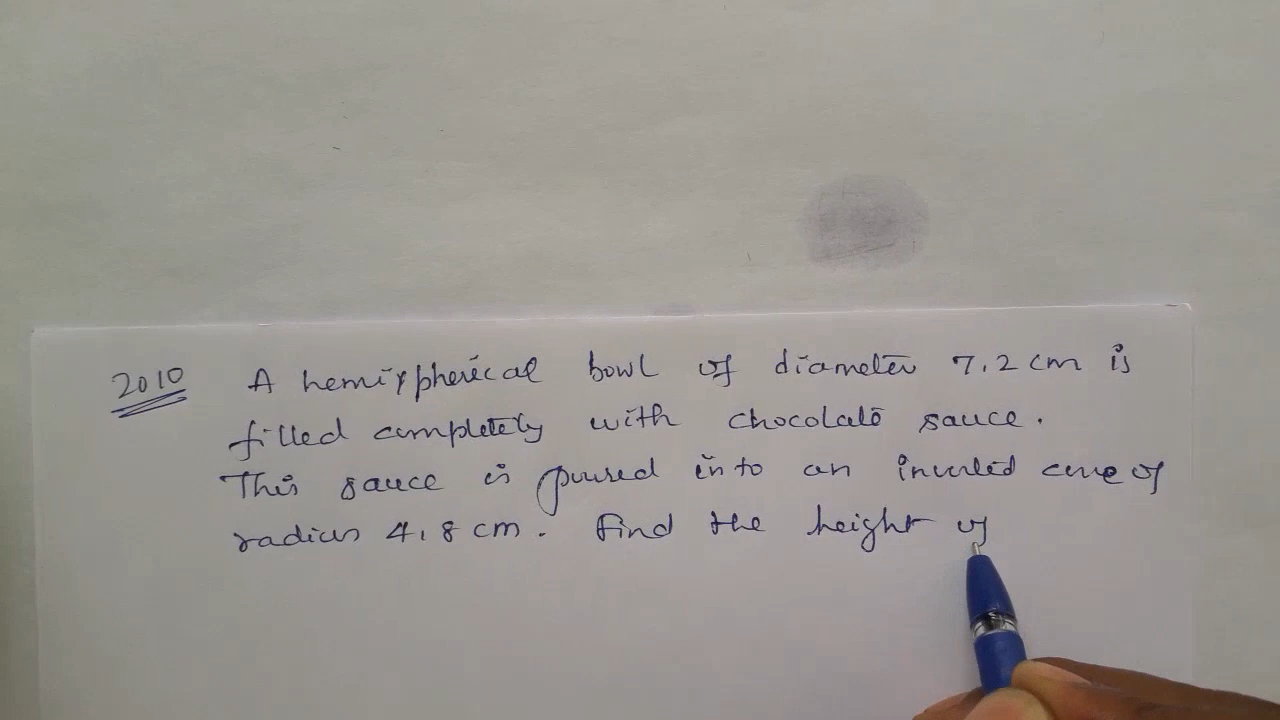 2010 A hemispherical bowl of diameter 7.2 cm is
filled completely with chocolate sauce.
This sauce is poured into an inverted cone of
radius 4.8 cm. Find the height of